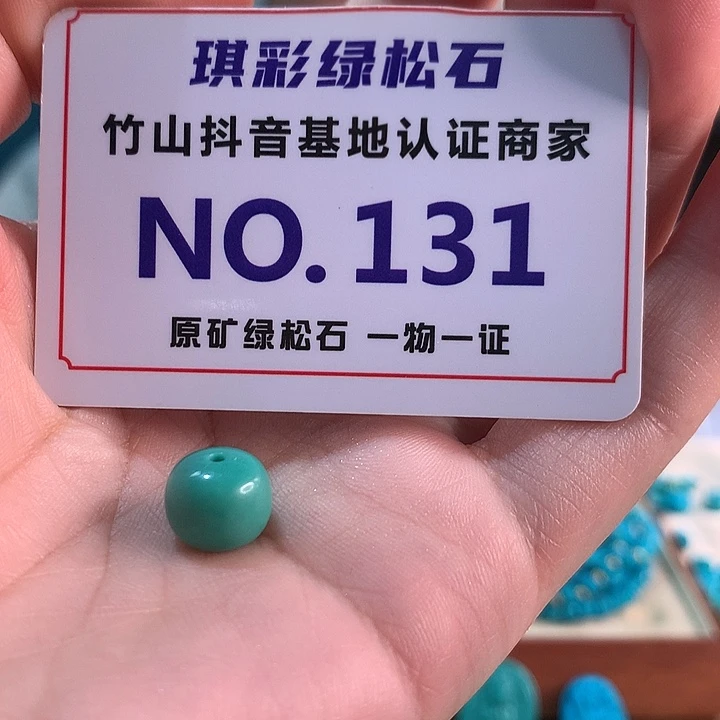 琪彩绿松石
竹山抖音基地认证商家
NO.131
原矿绿松石 一物一证